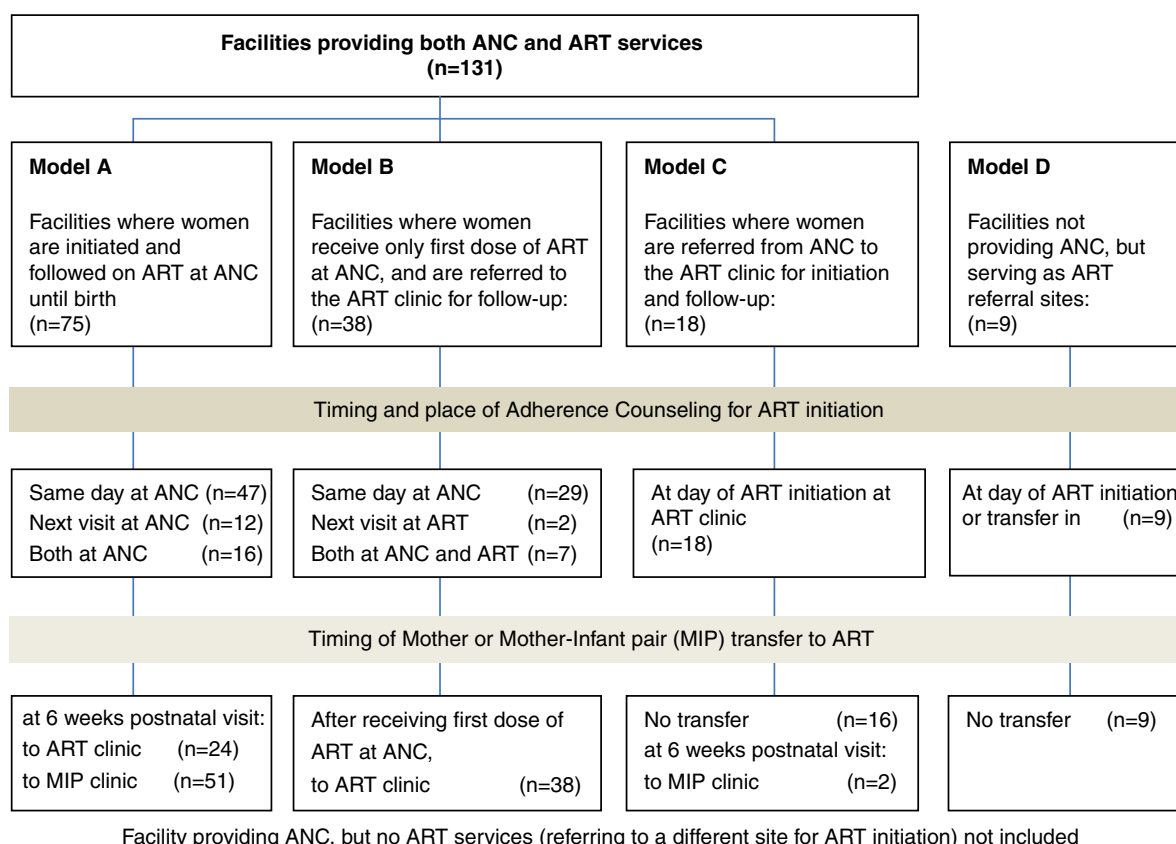 Facilities providing both ANC and ART services
(n=131)
Model A
Facilities where women
are initiated and
followed on ART at ANC
until birth
(n=75)
Model B
Facilities where women
receive only first dose of ART
at ANC, and are referred to
the ART clinic for follow-up:
(n=38)
Model C
Facilities where women
are referred from ANC to
the ART clinic for initiation
and follow-up:
(n=18)
Model D
Facilities not
providing ANC, but
serving as ART
referral sites:
(n=9)
Timing and place of Adherence Counseling for ART initiation
Same day at ANC (n=47)
Next visit at ANC (n=12)
Both at ANC (n=16)
Same day at ANC (n=29)
Next visit at ART (n=2)
Both at ANC and ART (n=7)
At day of ART initiation at
ART clinic
(n=18)
At day of ART initiation
or transfer in (n=9)
Timing of Mother or Mother-Infant pair (MIP) transfer to ART
at 6 weeks postnatal visit:
to ART clinic (n=24)
to MIP clinic (n=51)
After receiving first dose of
ART at ANC,
to ART clinic (n=38)
No transfer (n=16)
at 6 weeks postnatal visit:
to MIP clinic (n=2)
No transfer (n=9)
Facility providing ANC, but no ART services (referring to a different site for ART initiation) not included